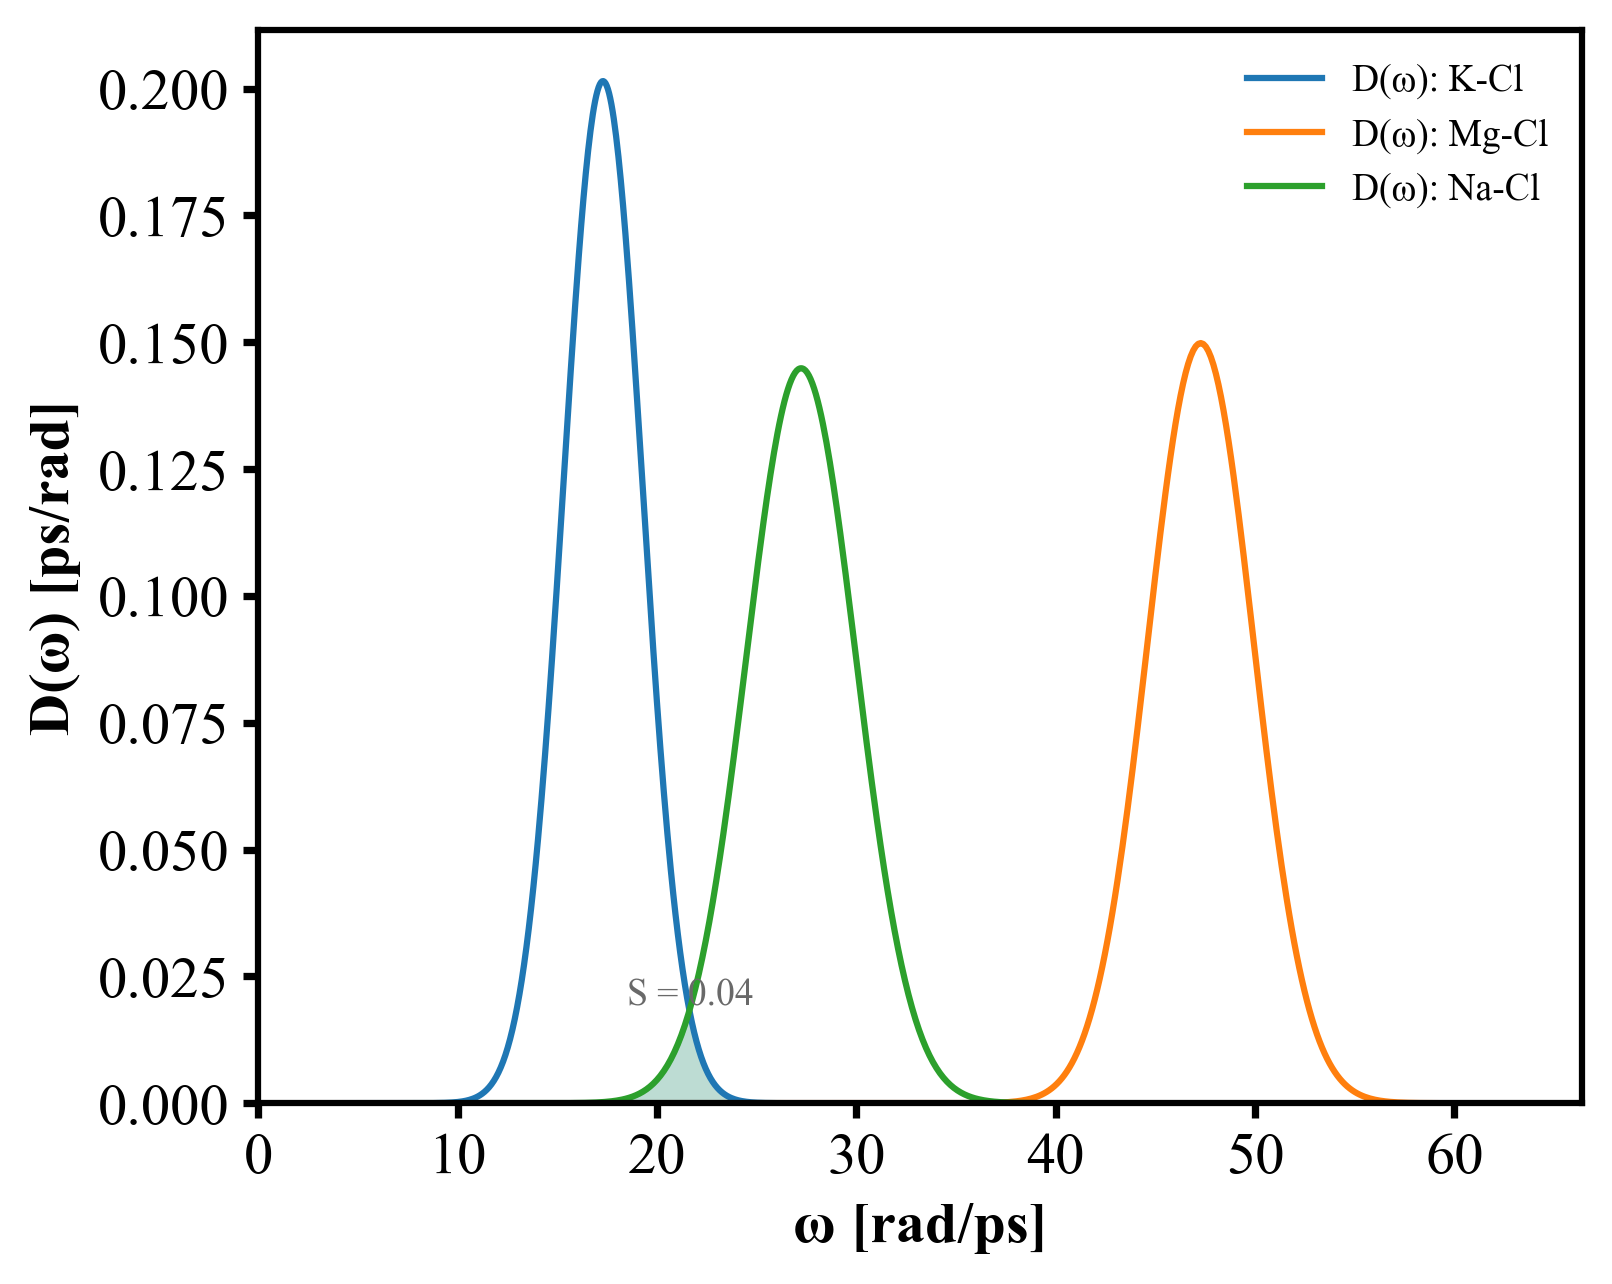 D(ω): K-Cl
D(ω): Mg-Cl
D(ω): Na-Cl
0.200
0.175
0.150
0.125
0.100
0.075
0.050
0.025
0.000
D(ω) [ps/rad]
S = 0.04
0 10 20 30 40 50 60
ω [rad/ps]